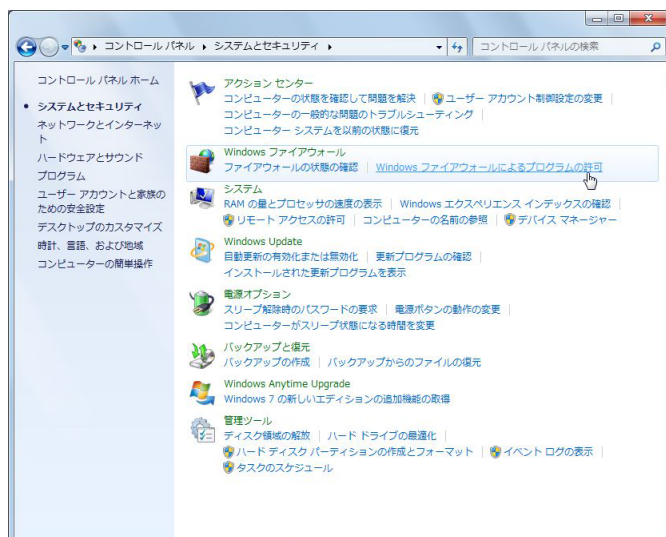 コントロール パネル ▸ システムとセキュリティ ▸
コントロール パネルの検索
コントロール パネル ホーム
システムとセキュリティ
ネットワークとインターネッ
ト
ハードウェアとサウンド
プログラム
ユーザー アカウントと家族の
ための安全設定
デスクトップのカスタマイズ
時計、言語、および地域
コンピューターの簡単操作
アクション センター
コンピューターの状態を確認して問題を解決 | ユーザー アカウント制御設定の変更 |
コンピューターの一般的な問題のトラブルシューティング |
コンピューター システムを以前の状態に復元
Windows ファイアウォール
ファイアウォールの状態の確認 | Windows ファイアウォールによるプログラムの許可
システム
RAM の量とプロセッサの速度の表示 | Windows エクスペリエンス インデックスの確認 |
リモート アクセスの許可 | コンピューターの名前の参照 | デバイス マネージャー
Windows Update
自動更新の有効化または無効化 | 更新プログラムの確認 |
インストールされた更新プログラムを表示
電源オプション
スリープ解除時のパスワードの要求 | 電源ボタンの動作の変更 |
コンピューターがスリープ状態になる時間を変更
バックアップと復元
バックアップの作成 | バックアップからのファイルの復元
Windows Anytime Upgrade
Windows 7 の新しいエディションの追加機能の取得
管理ツール
ディスク領域の解放 | ハード ドライブの最適化 |
ハード ディスク パーティションの作成とフォーマット | イベント ログの表示 |
タスクのスケジュール